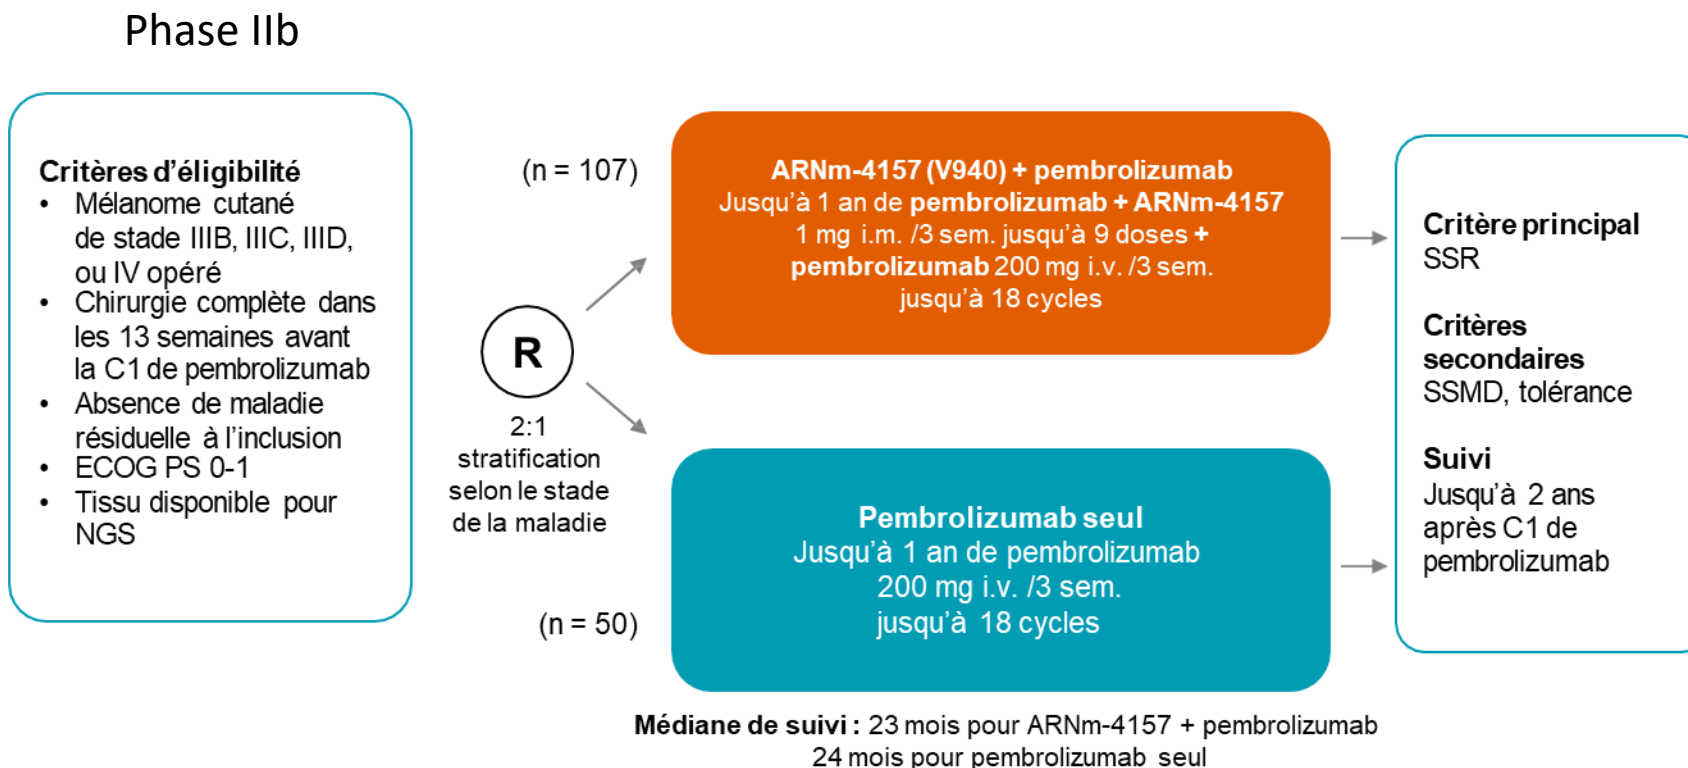 Phase IIb
Critères d’éligibilité
• Mélanome cutané
de stade IIIB, IIIC, IIID,
ou IV opéré
• Chirurgie complète dans
les 13 semaines avant
la C1 de pembrolizumab
• Absence de maladie
résiduelle à l’inclusion
• ECOG PS 0-1
• Tissu disponible pour
NGS
R
2:1
stratification
selon le stade
de la maladie
(n = 107)
ARNm-4157 (V940) + pembrolizumab
Jusqu’à 1 an de pembrolizumab + ARNm-4157
1 mg i.m. /3 sem. jusqu’à 9 doses +
pembrolizumab 200 mg i.v. /3 sem.
jusqu’à 18 cycles
(n = 50)
Pembrolizumab seul
Jusqu’à 1 an de pembrolizumab
200 mg i.v. /3 sem.
jusqu’à 18 cycles
Critère principal
SSR
Critères
secondaires
SSMD, tolérance
Suivi
Jusqu’à 2 ans
après C1 de
pembrolizumab
Médiane de suivi : 23 mois pour ARNm-4157 + pembrolizumab
24 mois pour pembrolizumab seul